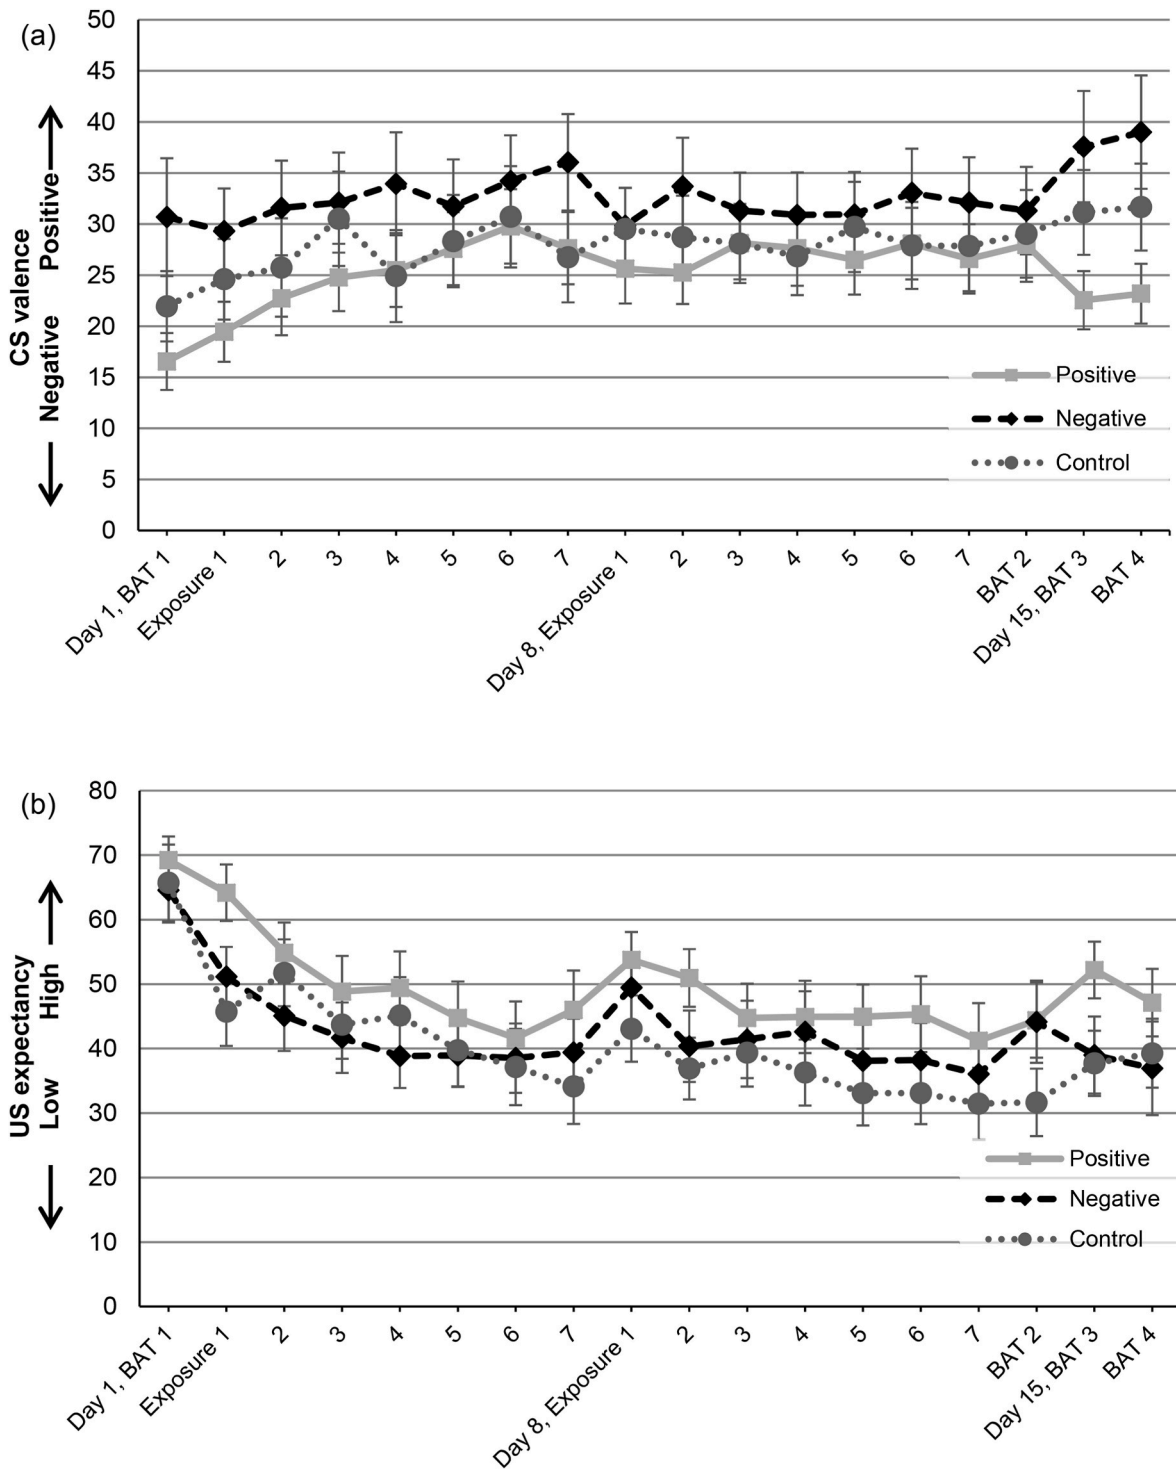 (a)
50
45
40
35
30
25
20
15
10
5
0
CS valence
Negative Positive
Positive
Negative
Control
Day 1, BAT 1
Exposure 1
2
3
4
5
6
7
Day 8, Exposure 1
2
3
4
5
6
7
BAT 2
Day 15, BAT 3
BAT 4
(b)
80
70
60
50
40
30
20
10
0
US expectancy
Low High
Positive
Negative
Control
Day 1, BAT 1
Exposure 1
2
3
4
5
6
7
Day 8, Exposure 1
2
3
4
5
6
7
BAT 2
Day 15, BAT 3
BAT 4